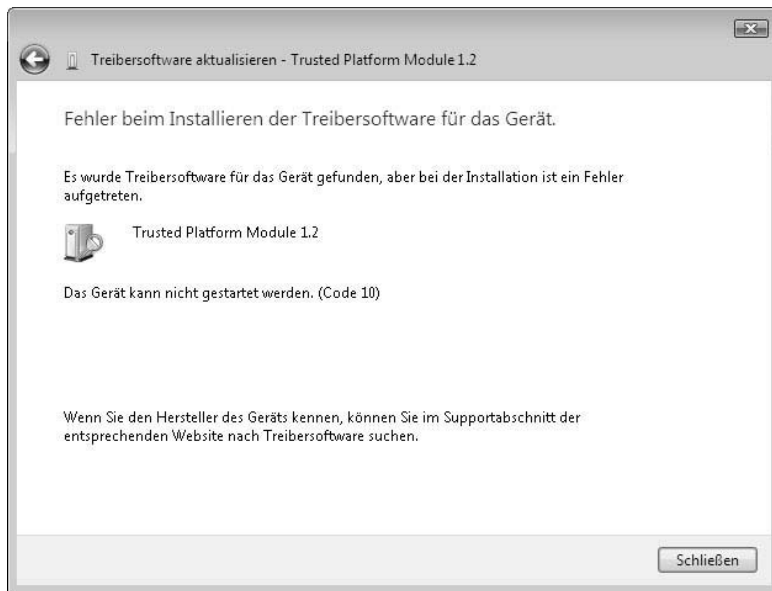 Treibersoftware aktualisieren - Trusted Platform Module 1.2
Fehler beim Installieren der Treibersoftware für das Gerät.
Es wurde Treibersoftware für das Gerät gefunden, aber bei der Installation ist ein Fehler
aufgetreten.
Trusted Platform Module 1.2
Das Gerät kann nicht gestartet werden. (Code 10)
Wenn Sie den Hersteller des Geräts kennen, können Sie im Supportabschnitt der
entsprechenden Website nach Treibersoftware suchen.
Schließen